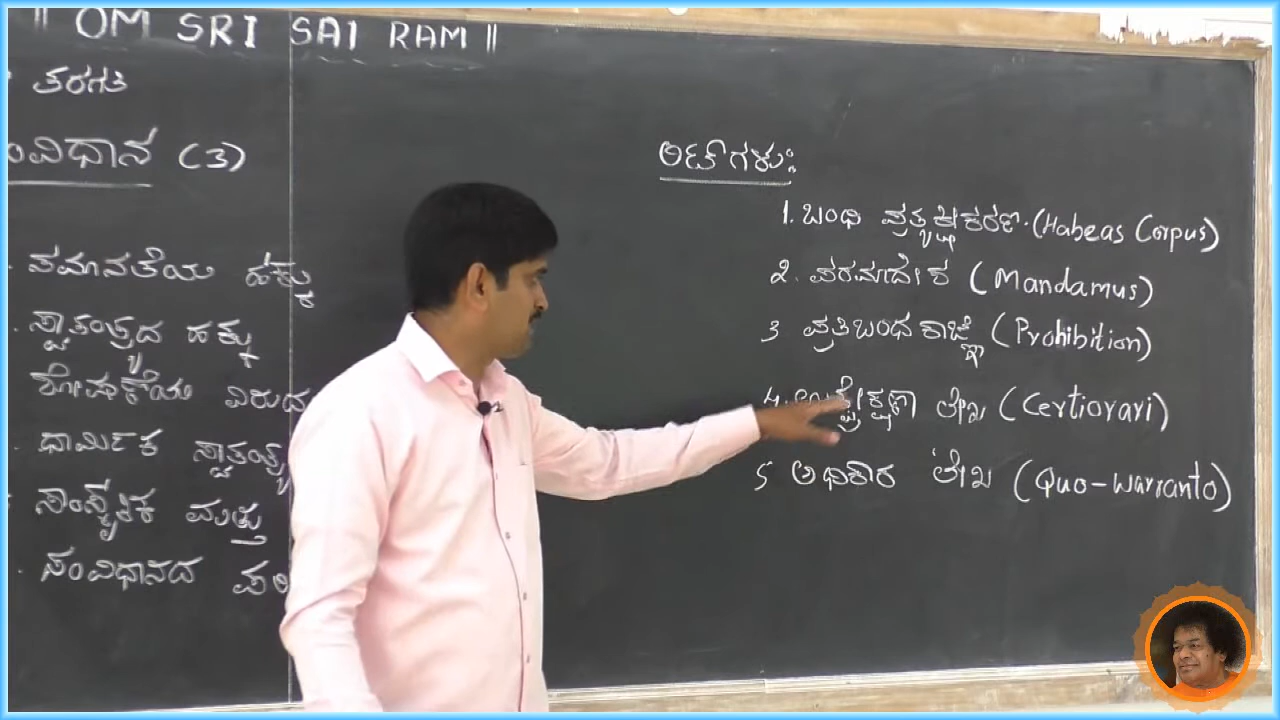 || OM SRI SAI RAM ||
ತರಗತಿ
ಸಂವಿಧಾನ (3)
ಸಮಾನತೆಯ ಹಕ್ಕು
ಸ್ವಾತಂತ್ರ್ಯದ ಹಕ್ಕು
ಶೋಷಣೆಯ ವಿರುದ್ಧ
ಧಾರ್ಮಿಕ ಸ್ವಾತಂತ್ರ್ಯ
ಸಾಂಸ್ಕೃತಿಕ ಮತ್ತು
ಸಂವಿಧಾನದ
ರಿಟ್‌ಗಳು:
1. ಬಂಧಿ ಪ್ರತ್ಯಕ್ಷೀಕರಣ. (Habeas Corpus)
2. ಪರಮಾದೇಶ (Mandamus)
3 ಪ್ರತಿಬಂಧಕಾಜ್ಞೆ (Prohibition)
4. ಲೇಖ (Certiorari)
5 ಅಧಿಕಾರ ಲೇಖ (Quo-warranto)